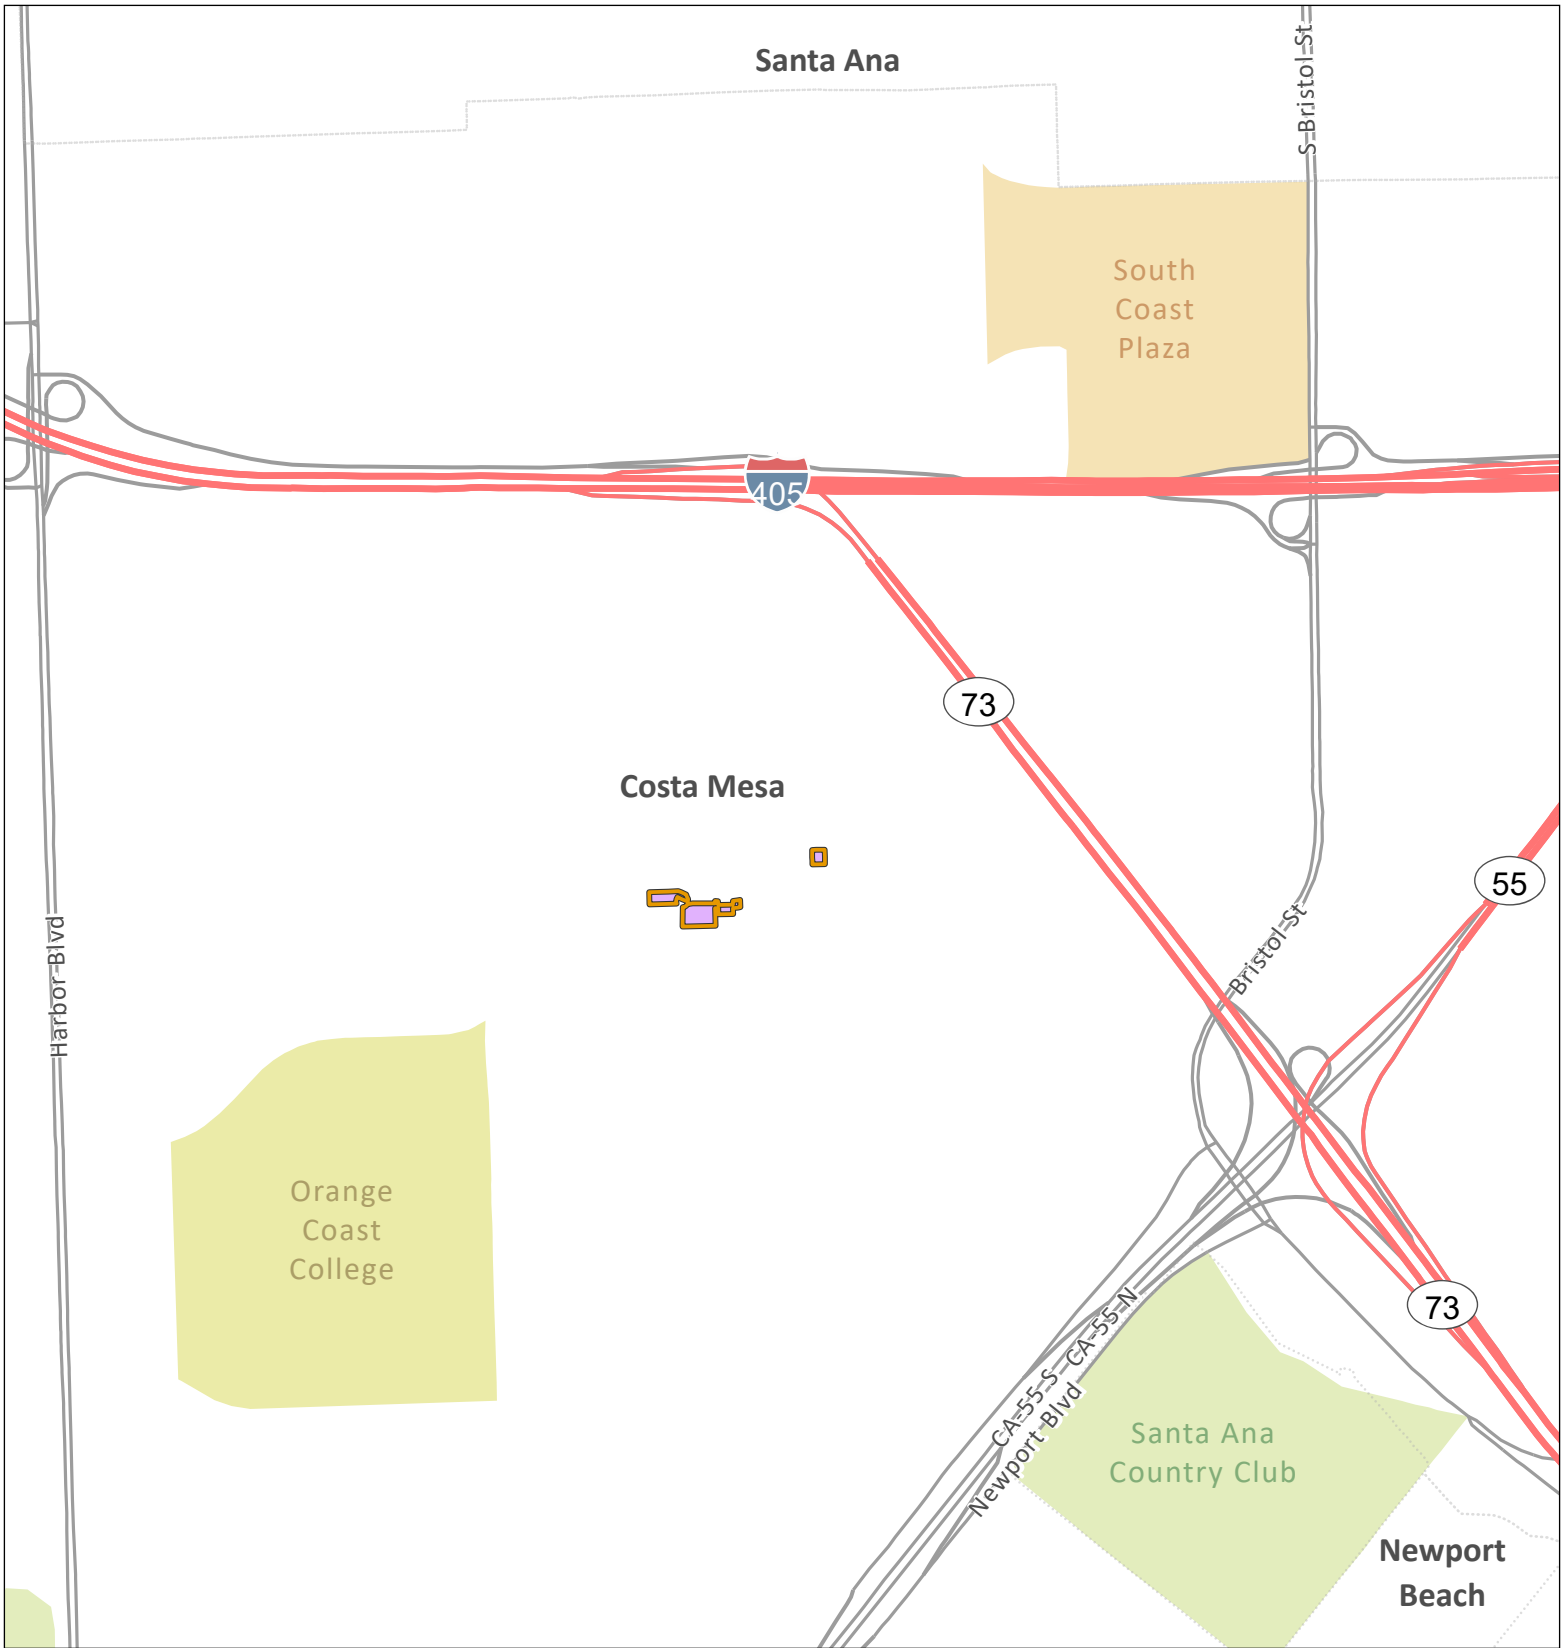 Santa Ana
S Bristol St
South
Coast
Plaza
405
73
Costa Mesa
55
Harbor Blvd
Bristol St
Orange
Coast
College
CA-55 N
73
CA-55 S
Newport Blvd
Santa Ana
Country Club
Newport
Beach